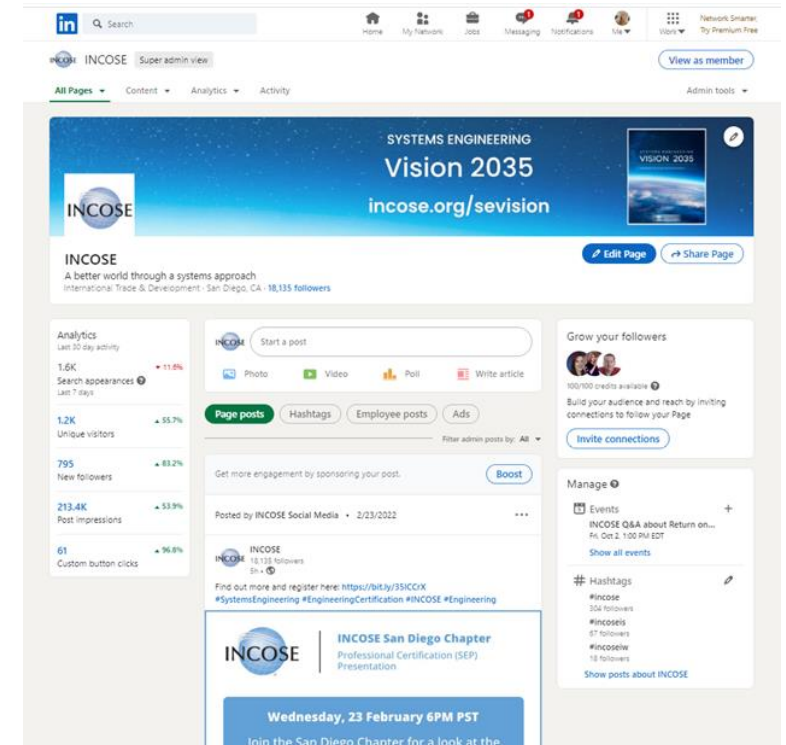 in
Search
Home
My Network
Jobs
Messaging
Notifications
Me
Work
Network Smarter,
Try Premium Free
INCOSE
INCOSE
Super admin view
View as member
All Pages
Content
Analytics
Activity
Admin tools
SYSTEMS ENGINEERING
Vision 2035
incose.org/sevision
VISION 2035
INCOSE
INCOSE
A better world through a systems approach
International Trade & Development · San Diego, CA · 18,135 followers
Edit Page
Share Page
Analytics
Last 30 day activity
1.6K
11.6%
Search appearances
Last 7 days
1.2K
55.7%
Unique visitors
795
83.2%
New followers
213.4K
53.9%
Post impressions
61
96.8%
Custom button clicks
INCOSE
Start a post
Photo
Video
Poll
Write article
Page posts
Hashtags
Employee posts
Ads
Filter admin posts by: All
Get more engagement by sponsoring your post.
Boost
Posted by INCOSE Social Media • 2/23/2022
INCOSE
INCOSE
18,135 followers
5h •
Find out more and register here: https://bit.ly/35ICCrX
#SystemsEngineering #EngineeringCertification #INCOSE #Engineering
INCOSE
INCOSE San Diego Chapter
Professional Certification (SEP)
Presentation
Wednesday, 23 February 6PM PST
Join the San Diego Chapter for a look at the
Grow your followers
100/100 credits available
Build your audience and reach by inviting
connections to follow your Page
Invite connections
Manage
Events
INCOSE Q&A about Return on...
Fri, Oct 2, 1:00 PM EDT
Show all events
Hashtags
#incose
304 followers
#incoseis
67 followers
#incoseiw
18 followers
Show posts about INCOSE